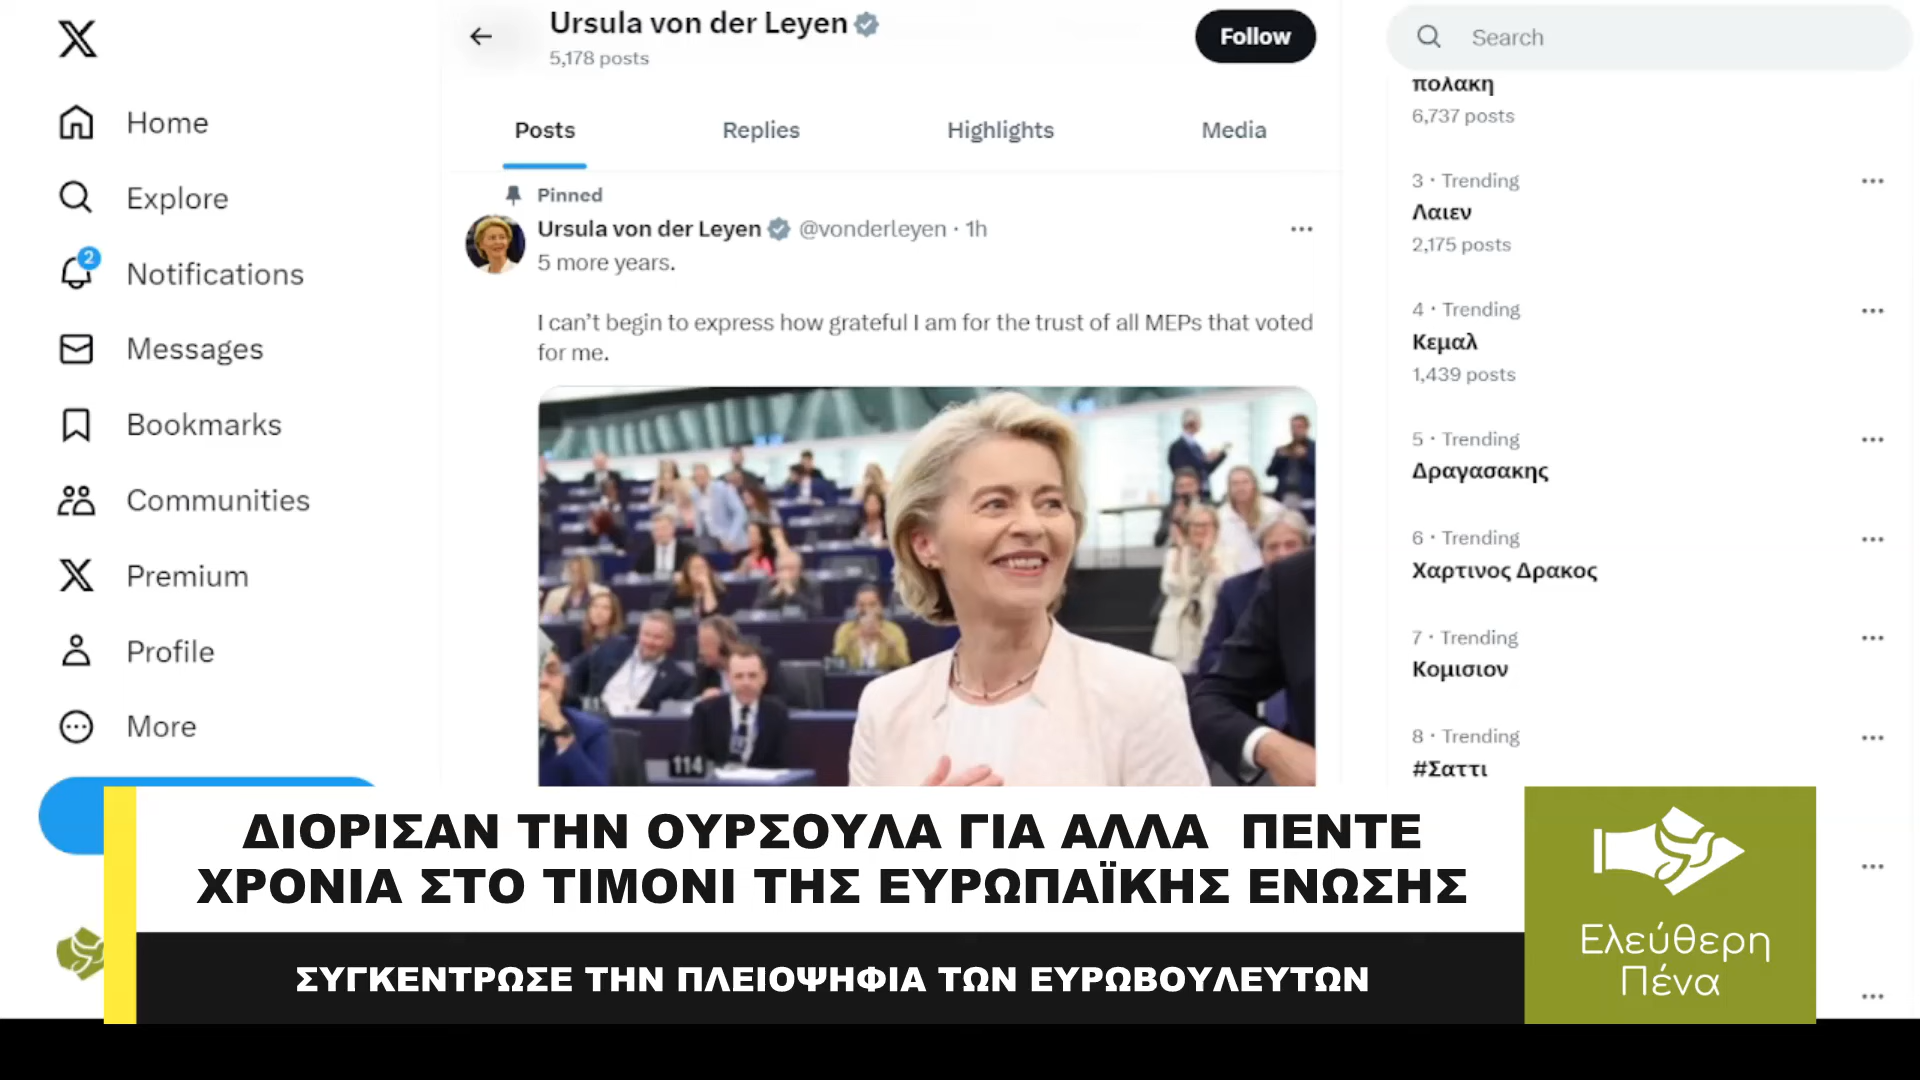 Ursula von der Leyen
5,178 posts
Follow
Search
Home
Explore
2
Notifications
Messages
Bookmarks
Communities
Premium
Profile
More
Posts Replies Highlights Media
Pinned
Ursula von der Leyen @vonderleyen · 1h
5 more years.
I can't begin to express how grateful I am for the trust of all MEPs that voted
for me.
114
πολακη
6,737 posts
3 · Trending
Λαιεν
2,175 posts
4 · Trending
Κεμαλ
1,439 posts
5 · Trending
Δραγασακης
6 · Trending
Χαρτινος Δρακος
7 · Trending
Κομισιον
8 · Trending
#Σαττι
ΔΙΟΡΙΣΑΝ ΤΗΝ ΟΥΡΣΟΥΛΑ ΓΙΑ ΑΛΛΑ ΠΕΝΤΕ
ΧΡΟΝΙΑ ΣΤΟ ΤΙΜΟΝΙ ΤΗΣ ΕΥΡΩΠΑΪΚΗΣ ΕΝΩΣΗΣ
ΣΥΓΚΕΝΤΡΩΣΕ ΤΗΝ ΠΛΕΙΟΨΗΦΙΑ ΤΩΝ ΕΥΡΩΒΟΥΛΕΥΤΩΝ
Ελεύθερη
Πένα